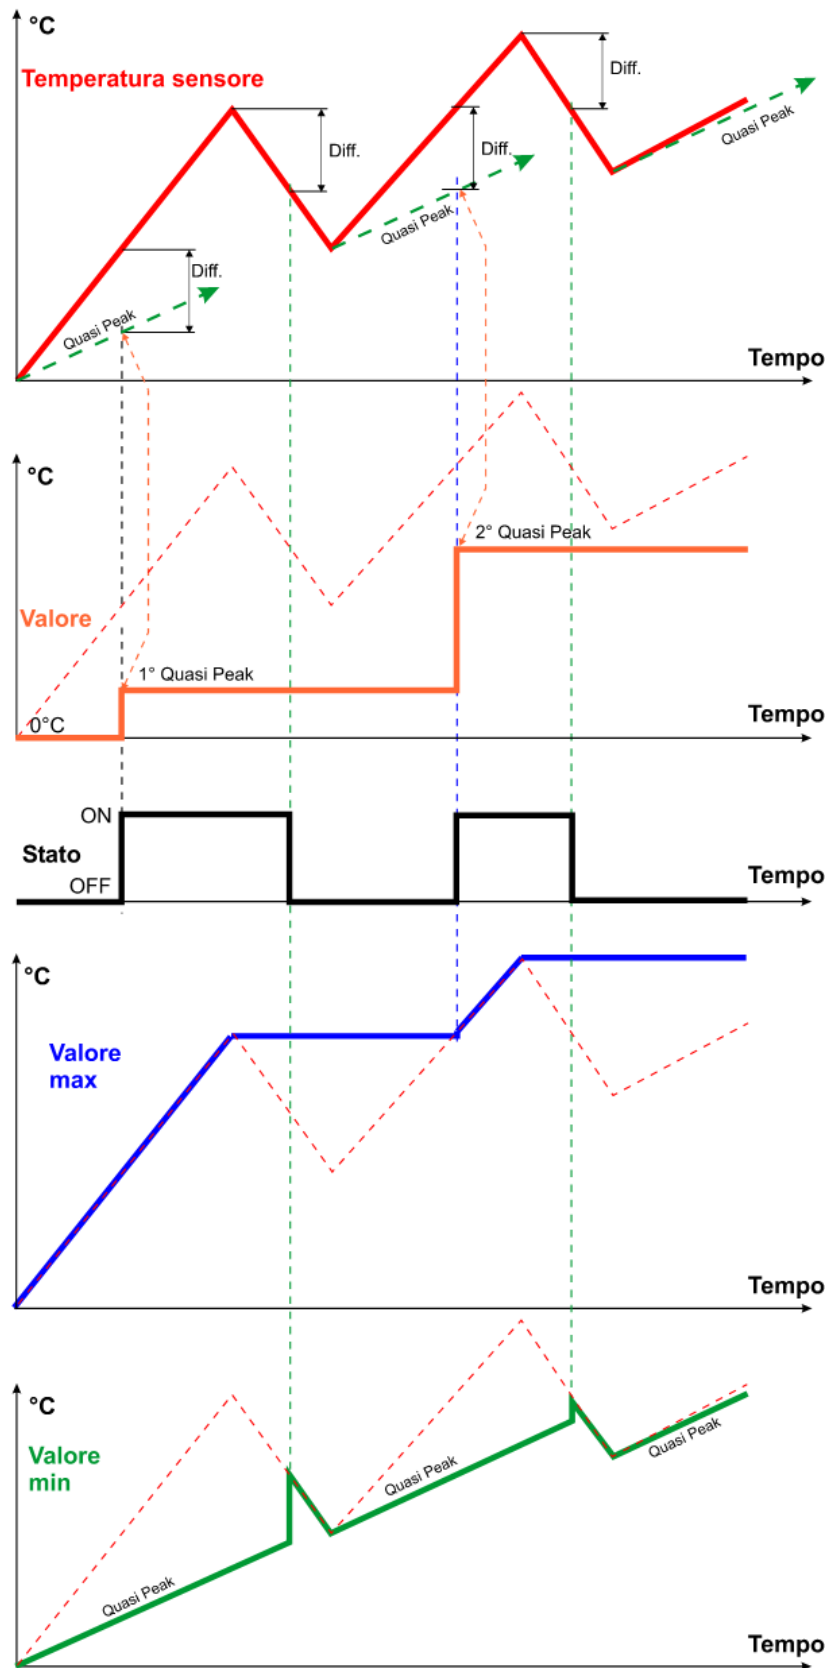 °C
Temperatura sensore
Diff.
Diff.
Diff.
Diff.
Quasi Peak
Quasi Peak
Quasi Peak
Tempo
°C
2° Quasi Peak
Valore
1° Quasi Peak
0°C
Tempo
ON
Stato
OFF
Tempo
°C
Valore
max
Tempo
°C
Valore
min
Quasi Peak
Quasi Peak
Quasi Peak
Tempo